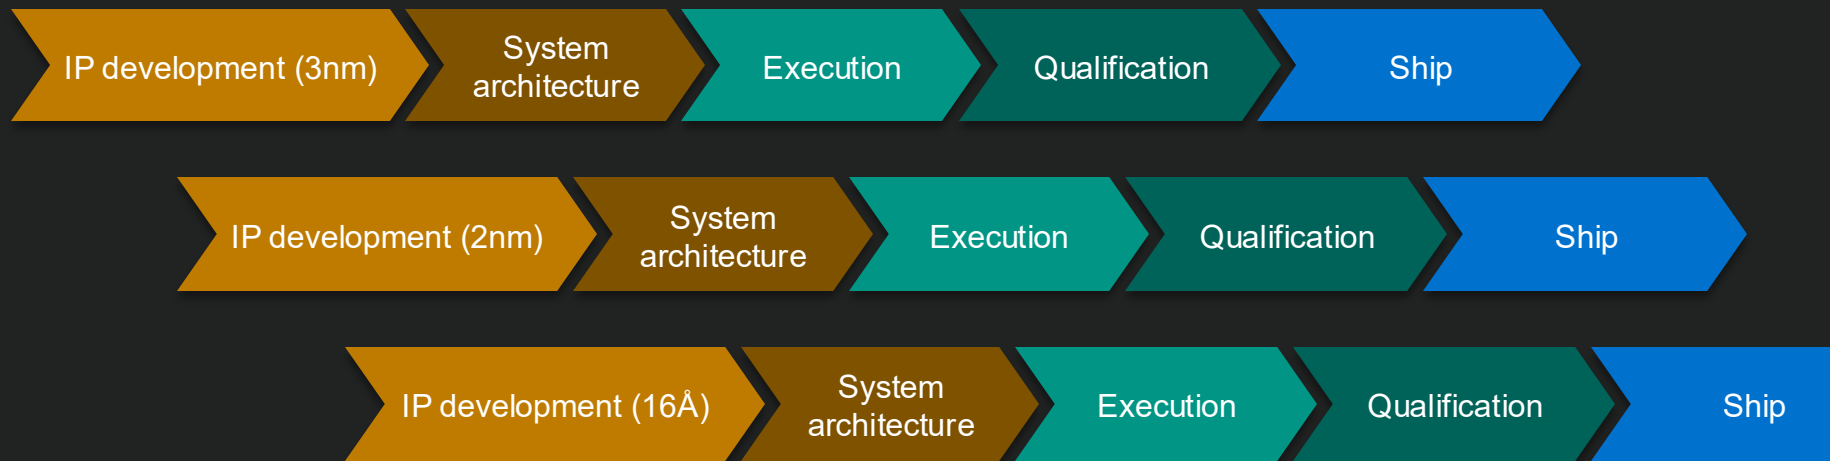 IP development (3nm)
System
architecture
Execution
Qualification
Ship
IP development (2nm)
System
architecture
Execution
Qualification
Ship
IP development (16Å)
System
architecture
Execution
Qualification
Ship